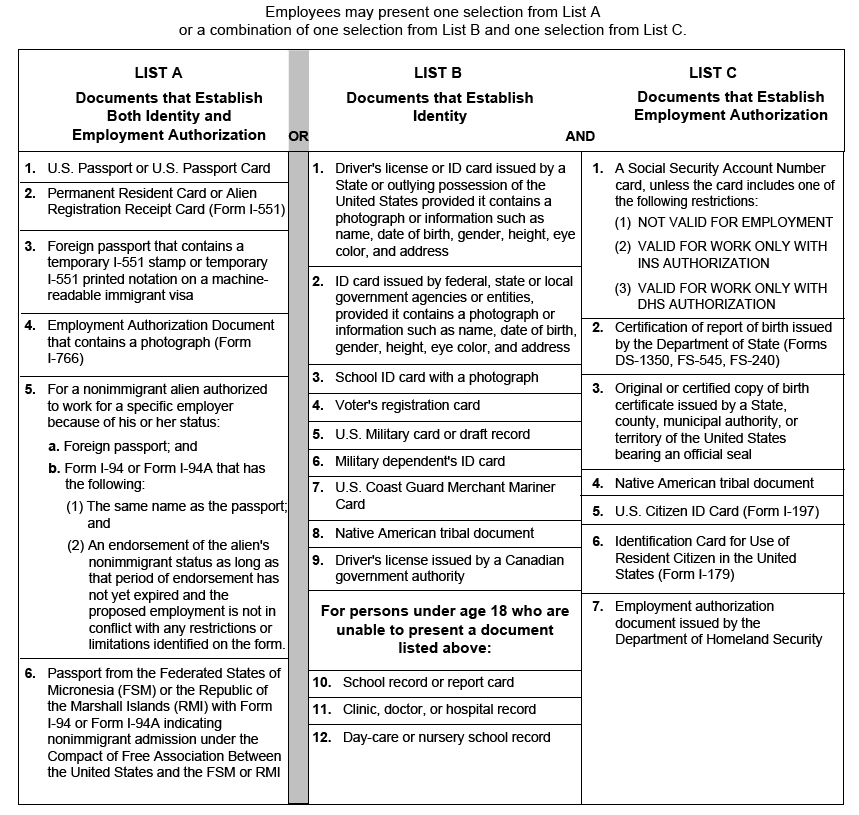 Employees may present one selection from List A
or a combination of one selection from List B and one selection from List C.
LIST A
Documents that Establish
Both Identity and
Employment Authorization
OR
LIST B
Documents that Establish
Identity
AND
LIST C
Documents that Establish
Employment Authorization
1. U.S. Passport or U.S. Passport Card
2. Permanent Resident Card or Alien
Registration Receipt Card (Form I-551)
3. Foreign passport that contains a
temporary I-551 stamp or temporary
I-551 printed notation on a machine-
readable immigrant visa
4. Employment Authorization Document
that contains a photograph (Form
I-766)
5. For a nonimmigrant alien authorized
to work for a specific employer
because of his or her status:
a. Foreign passport; and
b. Form I-94 or Form I-94A that has
the following:
(1) The same name as the passport;
and
(2) An endorsement of the alien's
nonimmigrant status as long as
that period of endorsement has
not yet expired and the
proposed employment is not in
conflict with any restrictions or
limitations identified on the form.
6. Passport from the Federated States of
Micronesia (FSM) or the Republic of
the Marshall Islands (RMI) with Form
I-94 or Form I-94A indicating
nonimmigrant admission under the
Compact of Free Association Between
the United States and the FSM or RMI
1. Driver's license or ID card issued by a
State or outlying possession of the
United States provided it contains a
photograph or information such as
name, date of birth, gender, height, eye
color, and address
2. ID card issued by federal, state or local
government agencies or entities,
provided it contains a photograph or
information such as name, date of birth,
gender, height, eye color, and address
3. School ID card with a photograph
4. Voter's registration card
5. U.S. Military card or draft record
6. Military dependent's ID card
7. U.S. Coast Guard Merchant Mariner
Card
8. Native American tribal document
9. Driver's license issued by a Canadian
government authority
For persons under age 18 who are
unable to present a document
listed above:
10. School record or report card
11. Clinic, doctor, or hospital record
12. Day-care or nursery school record
1. A Social Security Account Number
card, unless the card includes one of
the following restrictions:
(1) NOT VALID FOR EMPLOYMENT
(2) VALID FOR WORK ONLY WITH
INS AUTHORIZATION
(3) VALID FOR WORK ONLY WITH
DHS AUTHORIZATION
2. Certification of report of birth issued
by the Department of State (Forms
DS-1350, FS-545, FS-240)
3. Original or certified copy of birth
certificate issued by a State,
county, municipal authority, or
territory of the United States
bearing an official seal
4. Native American tribal document
5. U.S. Citizen ID Card (Form I-197)
6. Identification Card for Use of
Resident Citizen in the United
States (Form I-179)
7. Employment authorization
document issued by the
Department of Homeland Security